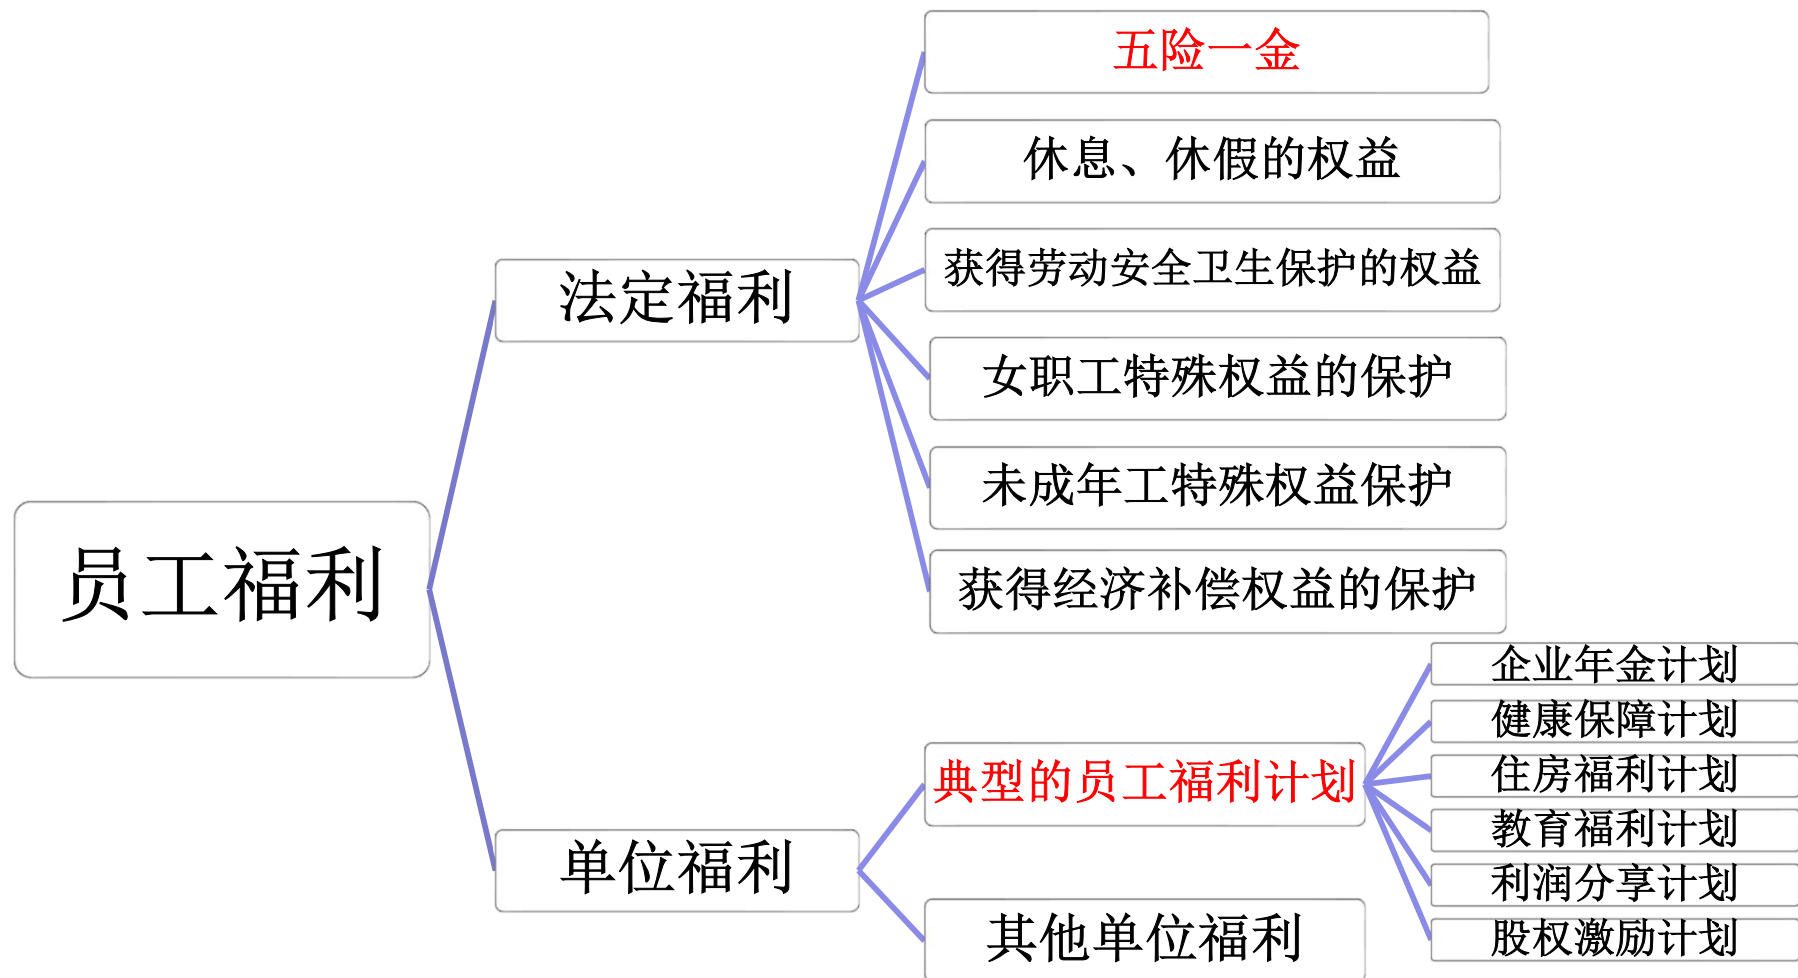 员工福利
法定福利
五险一金
休息、休假的权益
获得劳动安全卫生保护的权益
女职工特殊权益的保护
未成年工特殊权益保护
获得经济补偿权益的保护
单位福利
典型的员工福利计划
企业年金计划
健康保障计划
住房福利计划
教育福利计划
利润分享计划
股权激励计划
其他单位福利